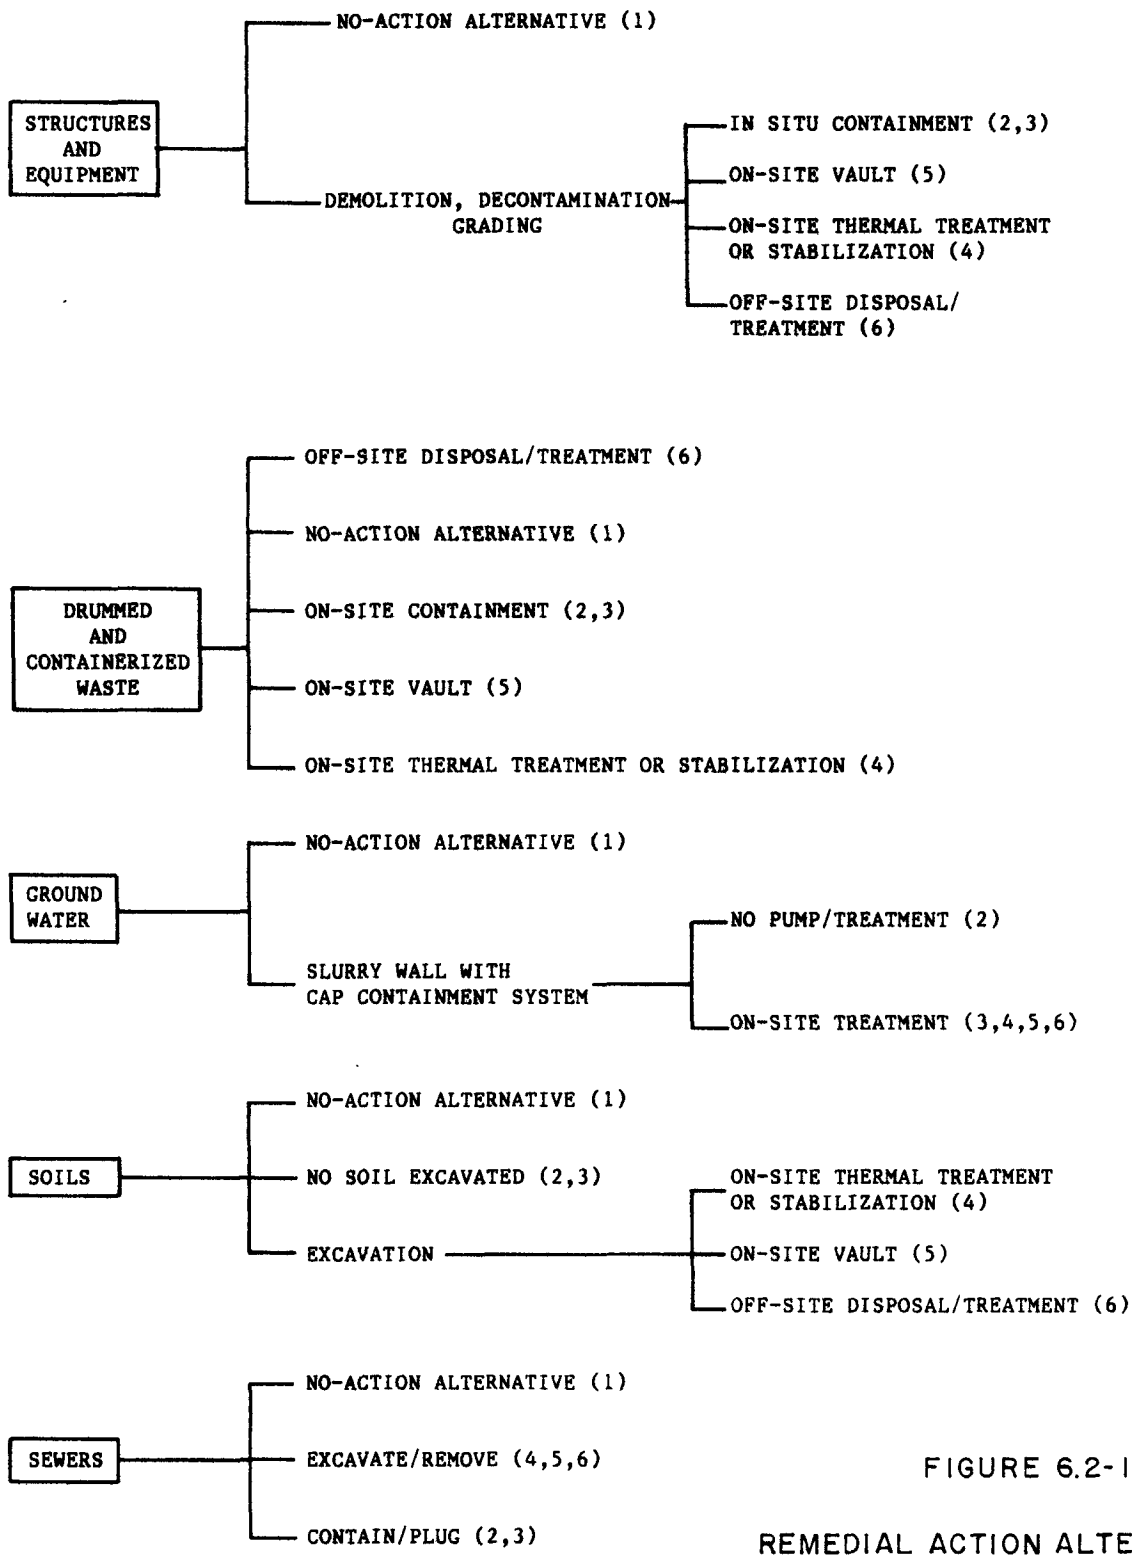 NO-ACTION ALTERNATIVE (1)
STRUCTURES
AND
EQUIPMENT
DEMOLITION, DECONTAMINATION
GRADING
IN SITU CONTAINMENT (2,3)
ON-SITE VAULT (5)
ON-SITE THERMAL TREATMENT
OR STABILIZATION (4)
OFF-SITE DISPOSAL/
TREATMENT (6)
DRUMMED
AND
CONTAINERIZED
WASTE
OFF-SITE DISPOSAL/TREATMENT (6)
NO-ACTION ALTERNATIVE (1)
ON-SITE CONTAINMENT (2,3)
ON-SITE VAULT (5)
ON-SITE THERMAL TREATMENT OR STABILIZATION (4)
GROUND
WATER
NO-ACTION ALTERNATIVE (1)
SLURRY WALL WITH
CAP CONTAINMENT SYSTEM
NO PUMP/TREATMENT (2)
ON-SITE TREATMENT (3,4,5,6)
SOILS
NO-ACTION ALTERNATIVE (1)
NO SOIL EXCAVATED (2,3)
EXCAVATION
ON-SITE THERMAL TREATMENT
OR STABILIZATION (4)
ON-SITE VAULT (5)
OFF-SITE DISPOSAL/TREATMENT (6)
SEWERS
NO-ACTION ALTERNATIVE (1)
EXCAVATE/REMOVE (4,5,6)
CONTAIN/PLUG (2,3)
FIGURE 6.2-1
REMEDIAL ACTION ALTE